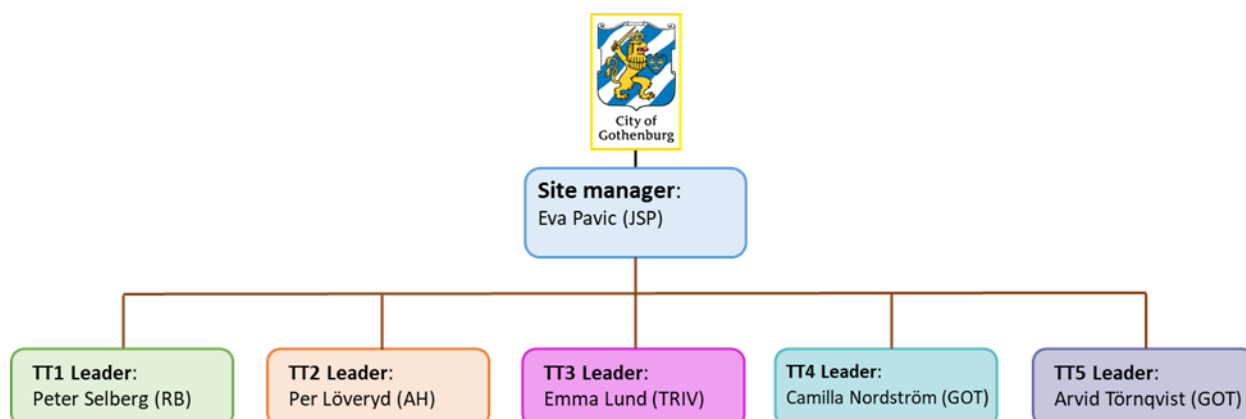 City of
Gothenburg
Site manager:
Eva Pavic (JSP)
TT1 Leader:
Peter Selberg (RB)
TT2 Leader:
Per Löveryd (AH)
TT3 Leader:
Emma Lund (TRIV)
TT4 Leader:
Camilla Nordström (GOT)
TT5 Leader:
Arvid Törnqvist (GOT)